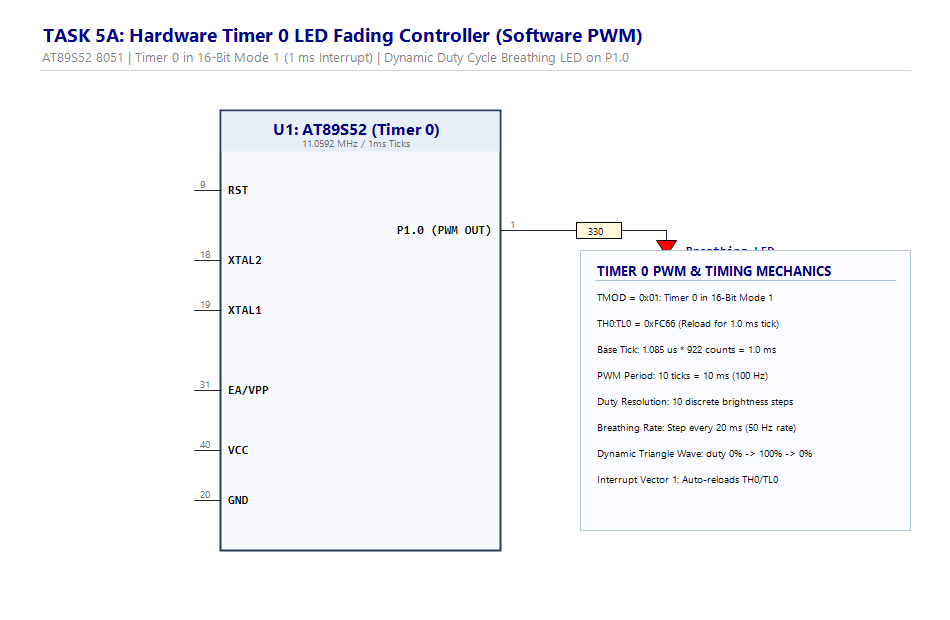 TASK 5A: Hardware Timer 0 LED Fading Controller (Software PWM)
AT89S52 8051 | Timer 0 in 16-Bit Mode 1 (1 ms Interrupt) | Dynamic Duty Cycle Breathing LED on P1.0
U1: AT89S52 (Timer 0)
11.0592 MHz / 1ms Ticks
9
RST
P1.0 (PWM OUT)
1
330
18
XTAL2
19
XTAL1
31
EA/VPP
40
VCC
20
GND
Breathing LED
TIMER 0 PWM & TIMING MECHANICS
TMOD = 0x01: Timer 0 in 16-Bit Mode 1
TH0:TL0 = 0xFC66 (Reload for 1.0 ms tick)
Base Tick: 1.085 us * 922 counts = 1.0 ms
PWM Period: 10 ticks = 10 ms (100 Hz)
Duty Resolution: 10 discrete brightness steps
Breathing Rate: Step every 20 ms (50 Hz rate)
Dynamic Triangle Wave: duty 0% -> 100% -> 0%
Interrupt Vector 1: Auto-reloads TH0/TL0